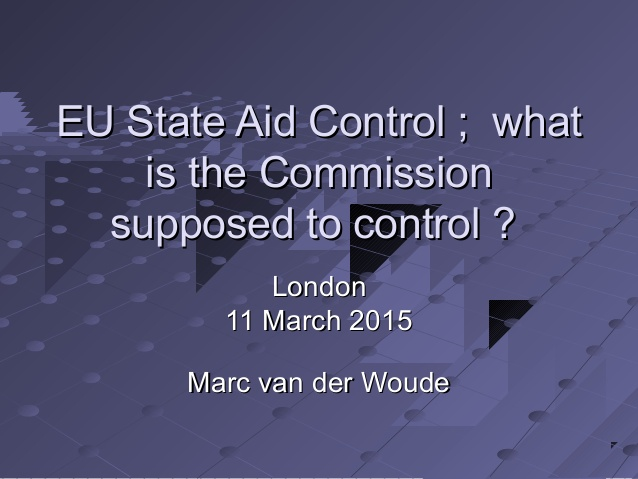 EU State Aid Control ;  what
is the Commission
supposed to control ?
London
11 March 2015
Marc van der Woude